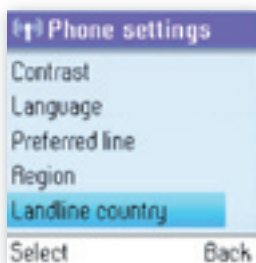 Phone settings
Contrast
Language
Preferred line
Region
Landline country
Select Back